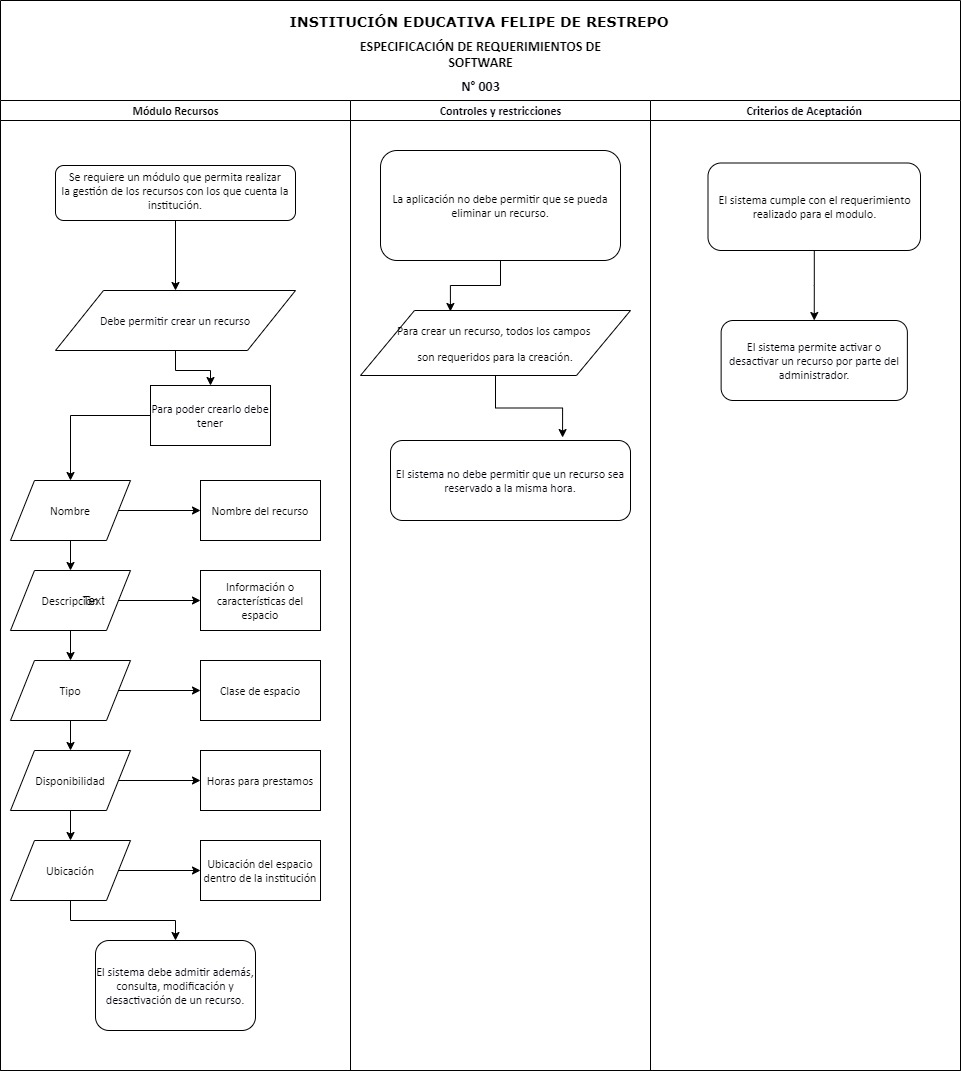 INSTITUCIÓN EDUCATIVA FELIPE DE RESTREPO
ESPECIFICACIÓN DE REQUERIMIENTOS DE
SOFTWARE
N° 003
Módulo Recursos
Se requiere un módulo que permita realizar
la gestión de los recursos con los que cuenta la
institución.
Debe permitir crear un recurso
Para poder crearlo debe
tener
Nombre
Nombre del recurso
Descripción
Text
Información o
características del
espacio
Tipo
Clase de espacio
Disponibilidad
Horas para prestamos
Ubicación
Ubicación del espacio
dentro de la institución
El sistema debe admitir además,
consulta, modificación y
desactivación de un recurso.
Controles y restricciones
La aplicación no debe permitir que se pueda
eliminar un recurso.
Para crear un recurso, todos los campos
son requeridos para la creación.
El sistema no debe permitir que un recurso sea
reservado a la misma hora.
Criterios de Aceptación
El sistema cumple con el requerimiento
realizado para el modulo.
El sistema permite activar o
desactivar un recurso por parte del
administrador.